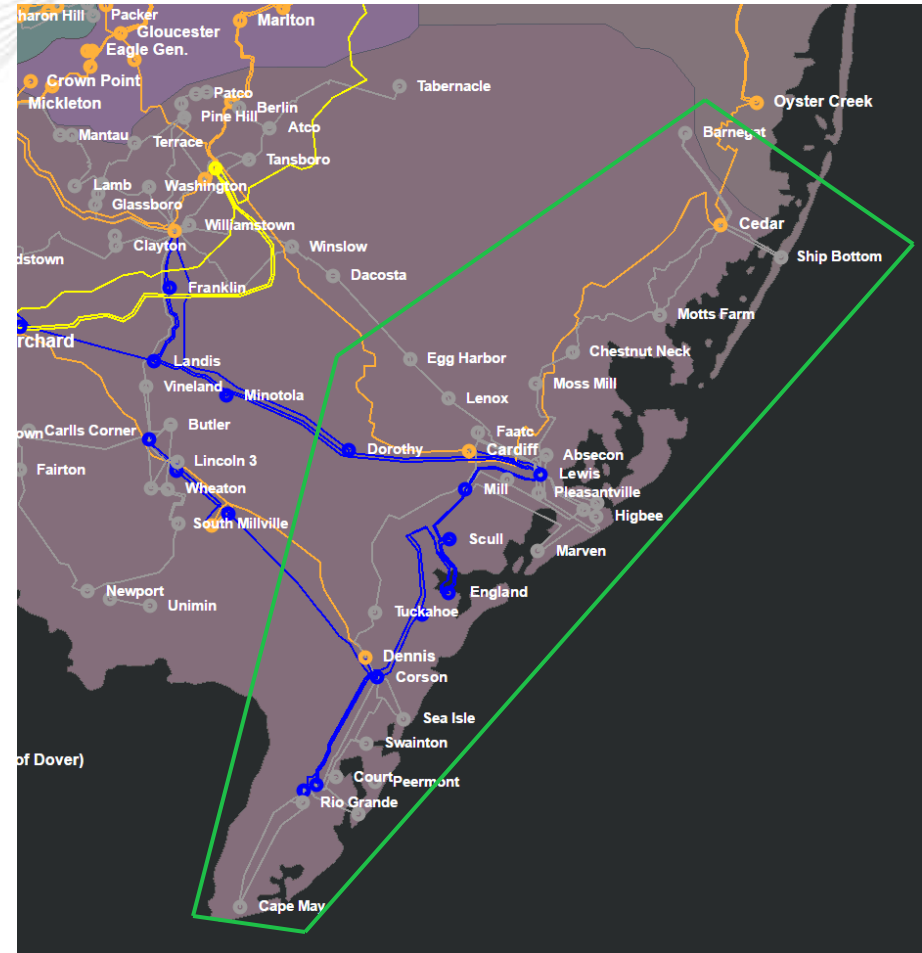 haron Hill
Packer
Marlton
Gloucester
Eagle Gen.
Crown Point
Mickleton
Patco
Berlin
Tabernacle
Oyster Creek
Pine Hill
Atco
Barnegat
Mantau
Terrace
Tansboro
Lamb
Washington
Glassboro
Williamstown
Cedar
Clayton
Winslow
Ship Bottom
dstown
Dacosta
Franklin
Motts Farm
rchard
Chestnut Neck
Landis
Egg Harbor
Vineland
Minotola
Moss Mill
Lenox
Butler
Faatc
own
Carlls Corner
Dorothy
Cardiff
Absecon
Lincoln 3
Lewis
Fairton
Wheaton
Mill
Pleasantville
Higbee
South Millville
Scull
Marven
Newport
England
Unimin
Tuckahoe
Dennis
Corson
Sea Isle
Swainton
of Dover)
Court
Peermont
Rio Grande
Cape May